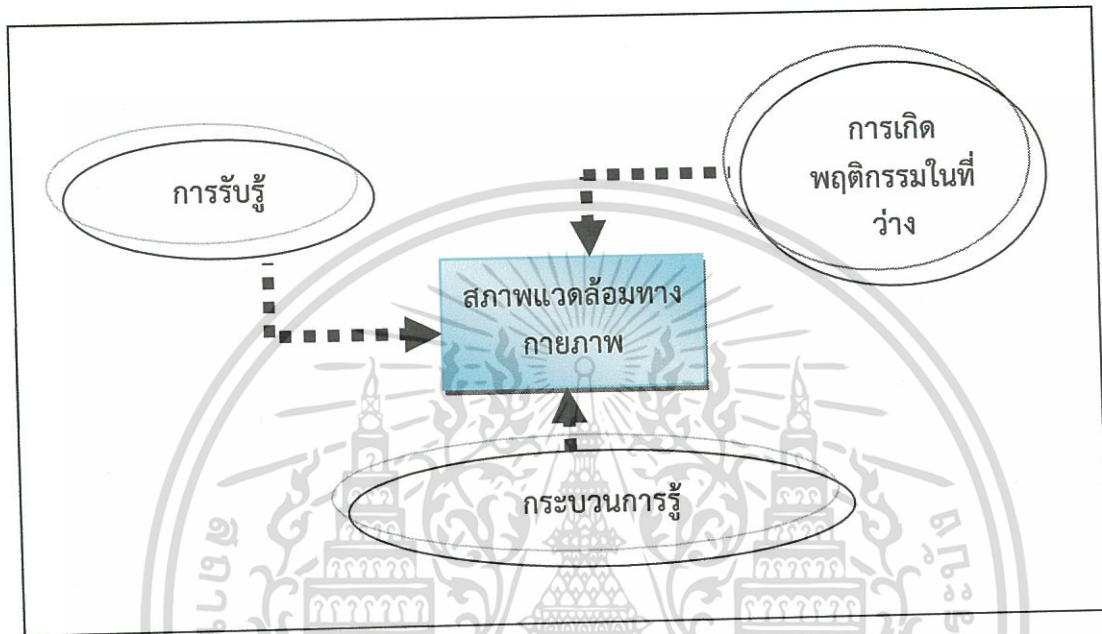 การรับรู้
การเกิด
พฤติกรรมในที่
ว่าง
สภาพแวดล้อมทาง
กายภาพ
กระบวนการรู้